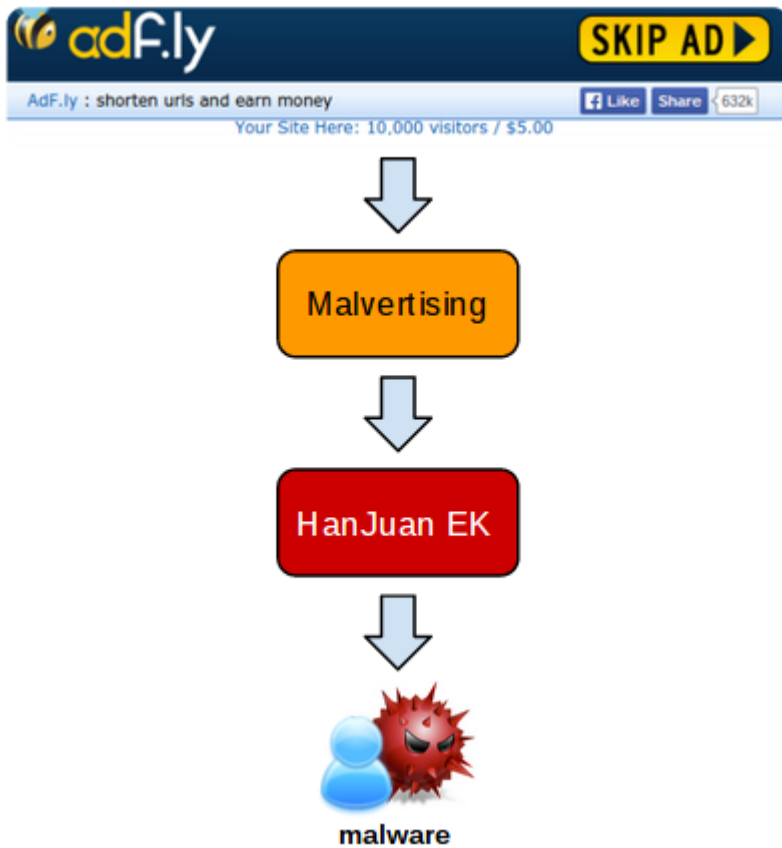 adf.ly
SKIP AD
AdF.ly : shorten urls and earn money
Like Share 632k
Your Site Here: 10,000 visitors / $5.00
Malvertising
HanJuan EK
malware